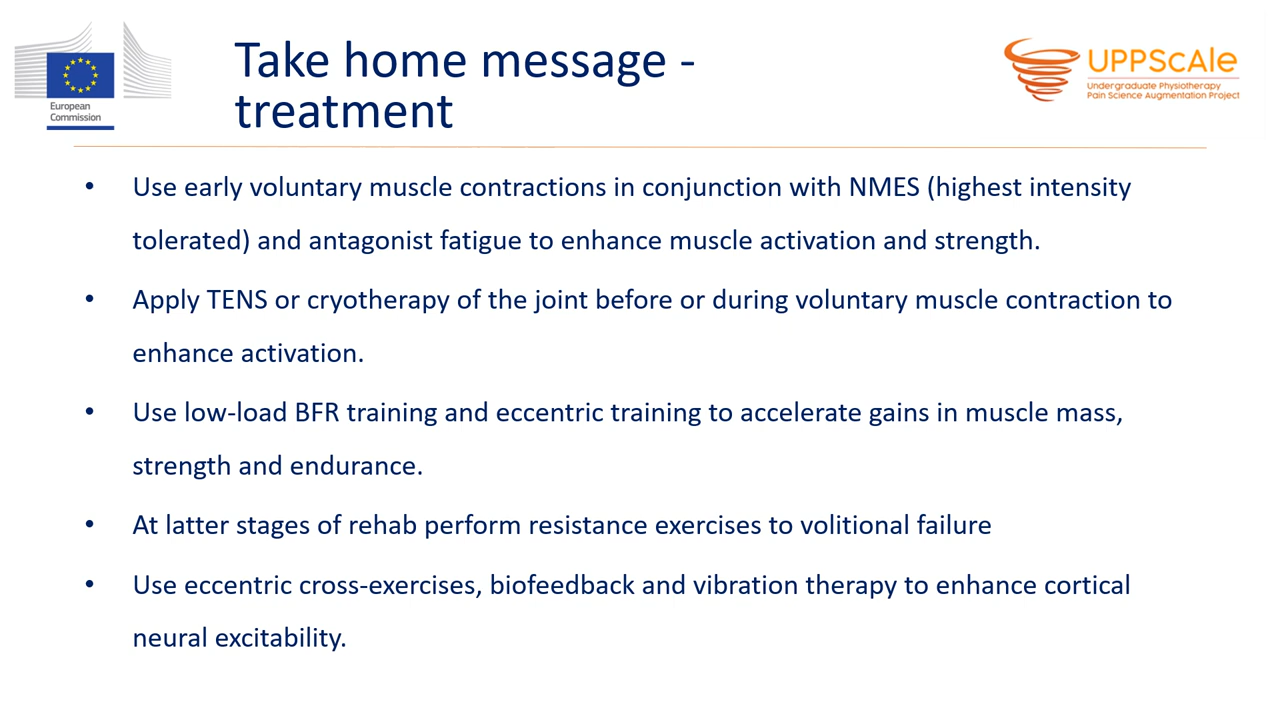 Take home message -
treatment
European
Commission
UPPScale
Undergraduate Physiotherapy
Pain Science Augmentation Project
• Use early voluntary muscle contractions in conjunction with NMES (highest intensity
tolerated) and antagonist fatigue to enhance muscle activation and strength.
• Apply TENS or cryotherapy of the joint before or during voluntary muscle contraction to
enhance activation.
• Use low-load BFR training and eccentric training to accelerate gains in muscle mass,
strength and endurance.
• At latter stages of rehab perform resistance exercises to volitional failure
• Use eccentric cross-exercises, biofeedback and vibration therapy to enhance cortical
neural excitability.